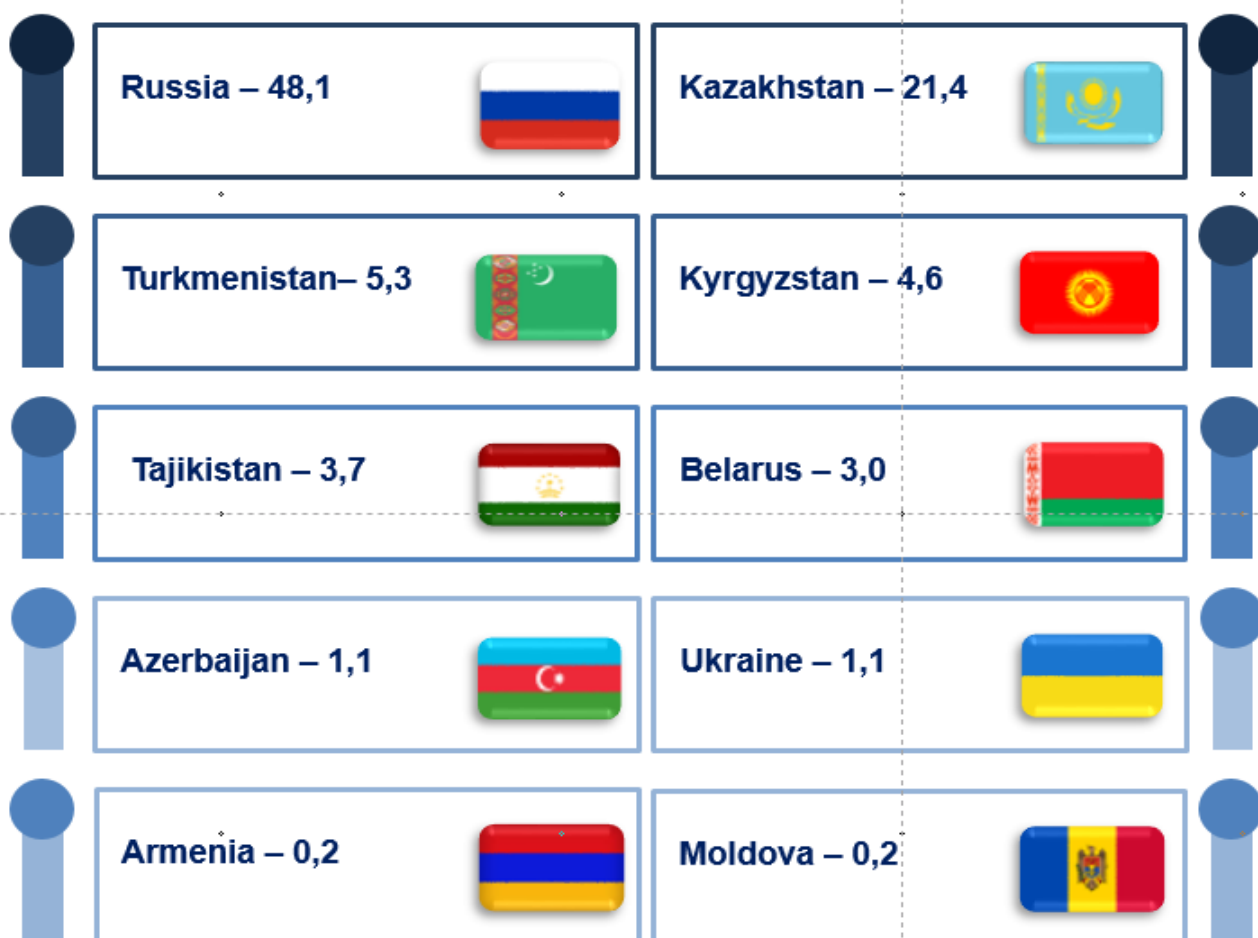 Russia – 48,1
Kazakhstan – 21,4
Turkmenistan– 5,3
Kyrgyzstan – 4,6
Tajikistan – 3,7
Belarus – 3,0
Azerbaijan – 1,1
Ukraine – 1,1
Armenia – 0,2
Moldova – 0,2